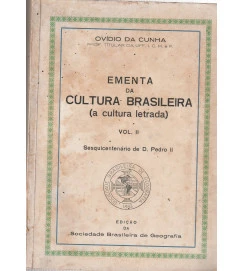 OVIDIO DA CUNHA
EMENTA
DA
CULTURA BRASILEIRA
(a cultura letrada)
VOL. II
Sesquicentenário de D. Pedro II
EDIÇÃO
DA
Sociedade Brasileira de Geografia